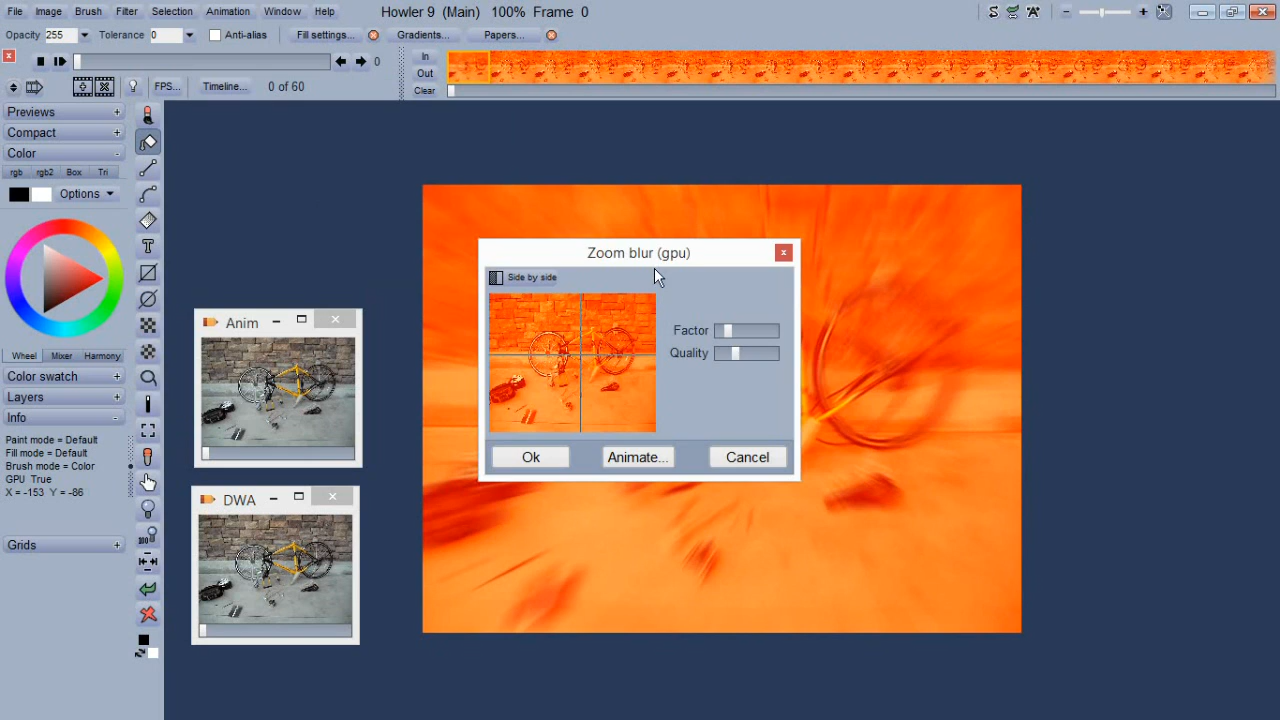 File Image Brush Filter Selection Animation Window Help Howler 9 (Main) 100% Frame 0
Opacity 255 Tolerance 0 Anti-alias Fill settings... Gradients... Papers...
0
In
Out
Clear
FPS... Timeline... 0 of 60
Previews +
Compact +
Color -
rgb rgb2 Box Tri
Options
Wheel Mixer Harmony
Color swatch +
Layers +
Info -
Paint mode = Default
Fill mode = Default
Brush mode = Color
GPU True
X = -153 Y = -86
Grids +
Anim
DWA
Zoom blur (gpu)
Side by side
Factor
Quality
Ok Animate... Cancel